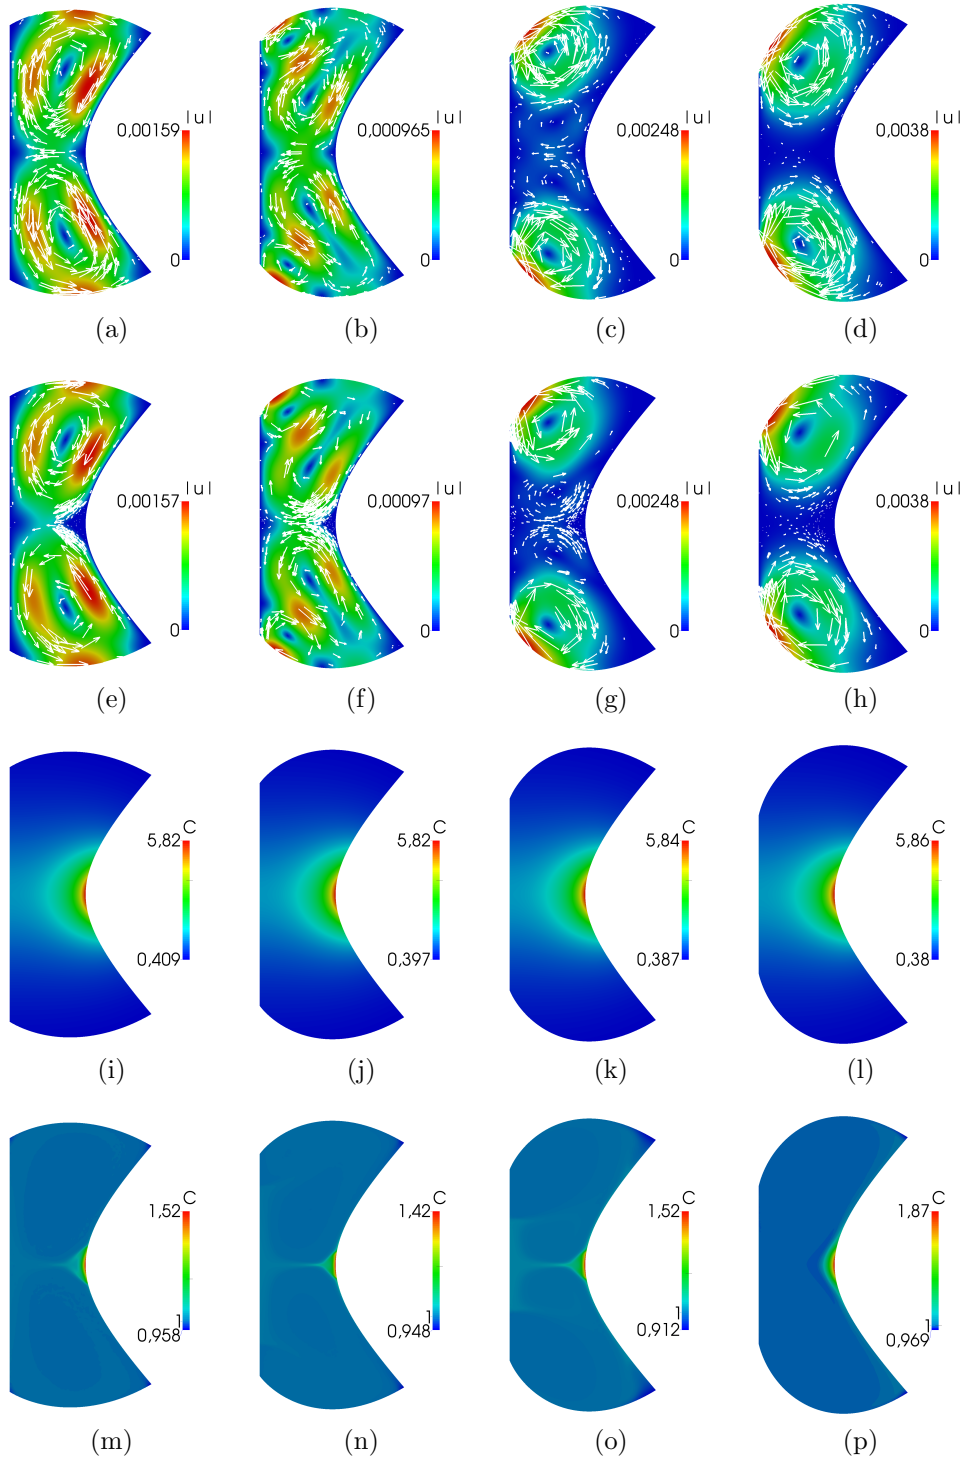 |u| |u| |u| |u|
0,00159 0,000965 0,00248 0,0038
0 0 0 0
(a) (b) (c) (d)
|u| |u| |u| |u|
0,00157 0,00097 0,00248 0,0038
0 0 0 0
(e) (f) (g) (h)
C C C C
5,82 5,82 5,84 5,86
0,409 0,397 0,387 0,38
(i) (j) (k) (l)
C C C C
1,52 1,42 1,52 1,87
1 1 1 1
0,958 0,948 0,912 0,969
(m) (n) (o) (p)